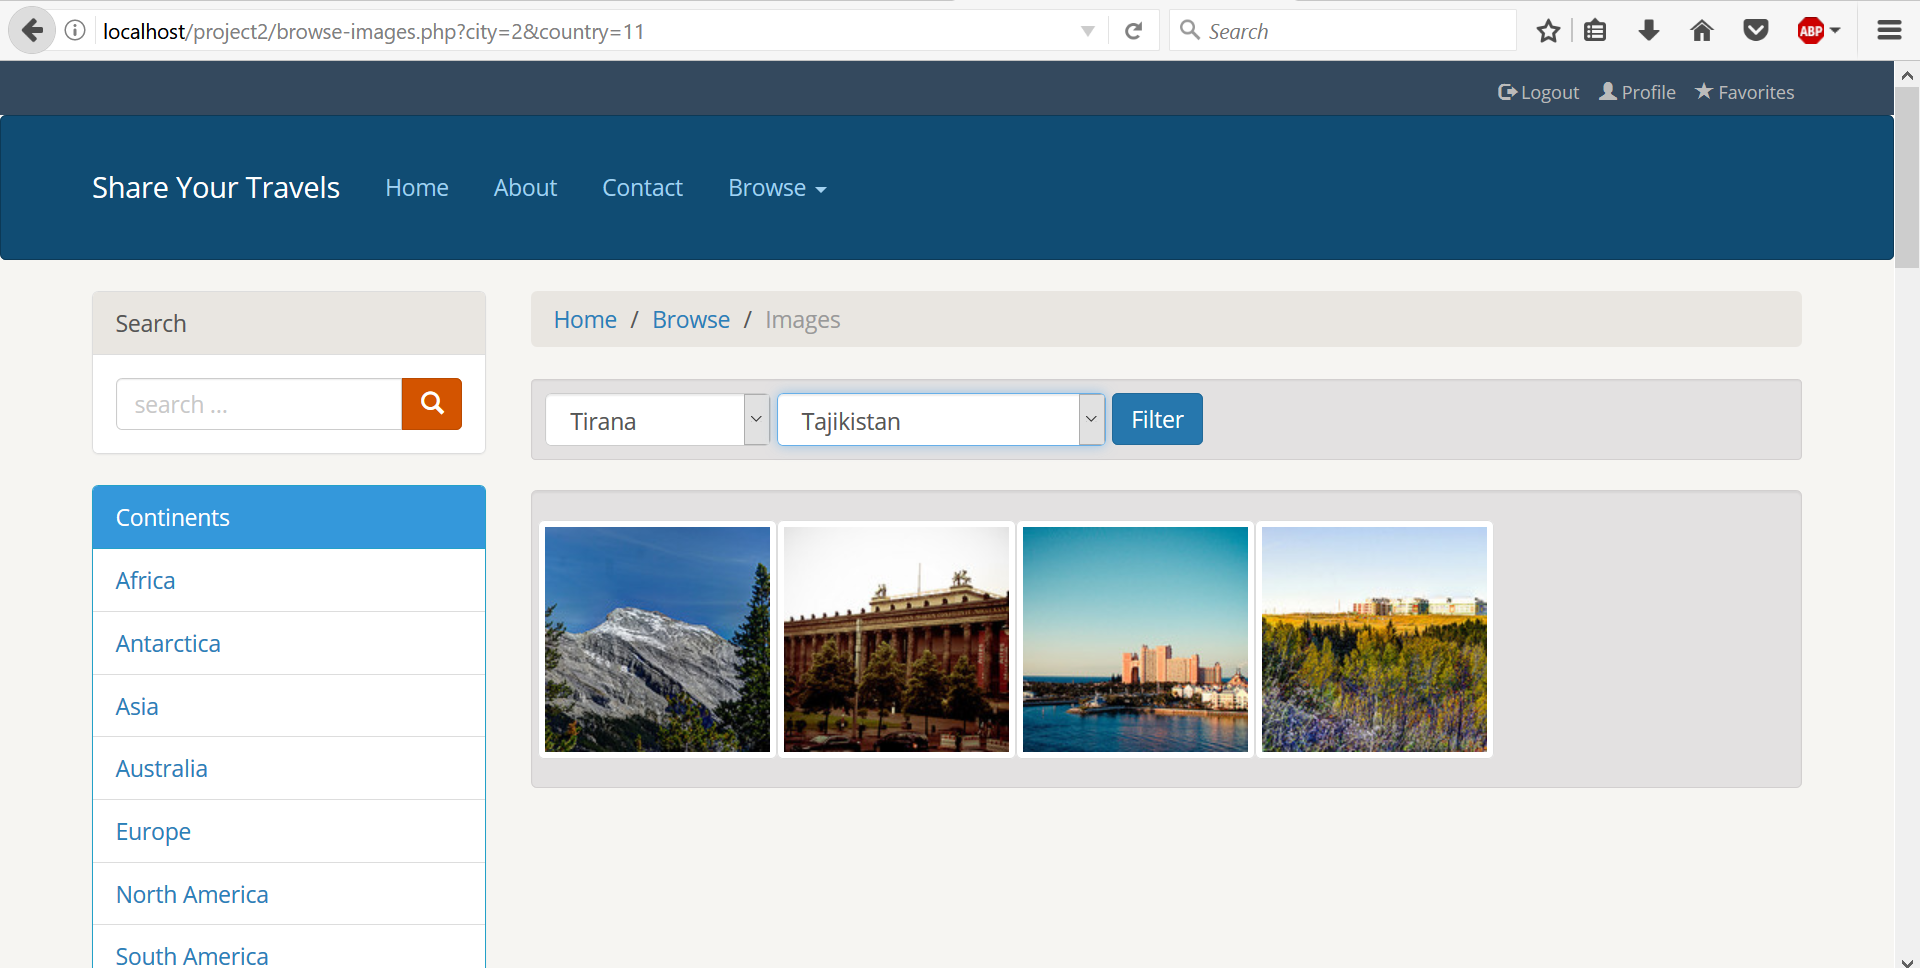 localhost/project2/browse-images.php?city=2&country=11
Search
ABP
Logout Profile Favorites
Share Your Travels Home About Contact Browse
Search
search ...
Continents
Africa
Antarctica
Asia
Australia
Europe
North America
South America
Home / Browse / Images
Tirana Tajikistan Filter